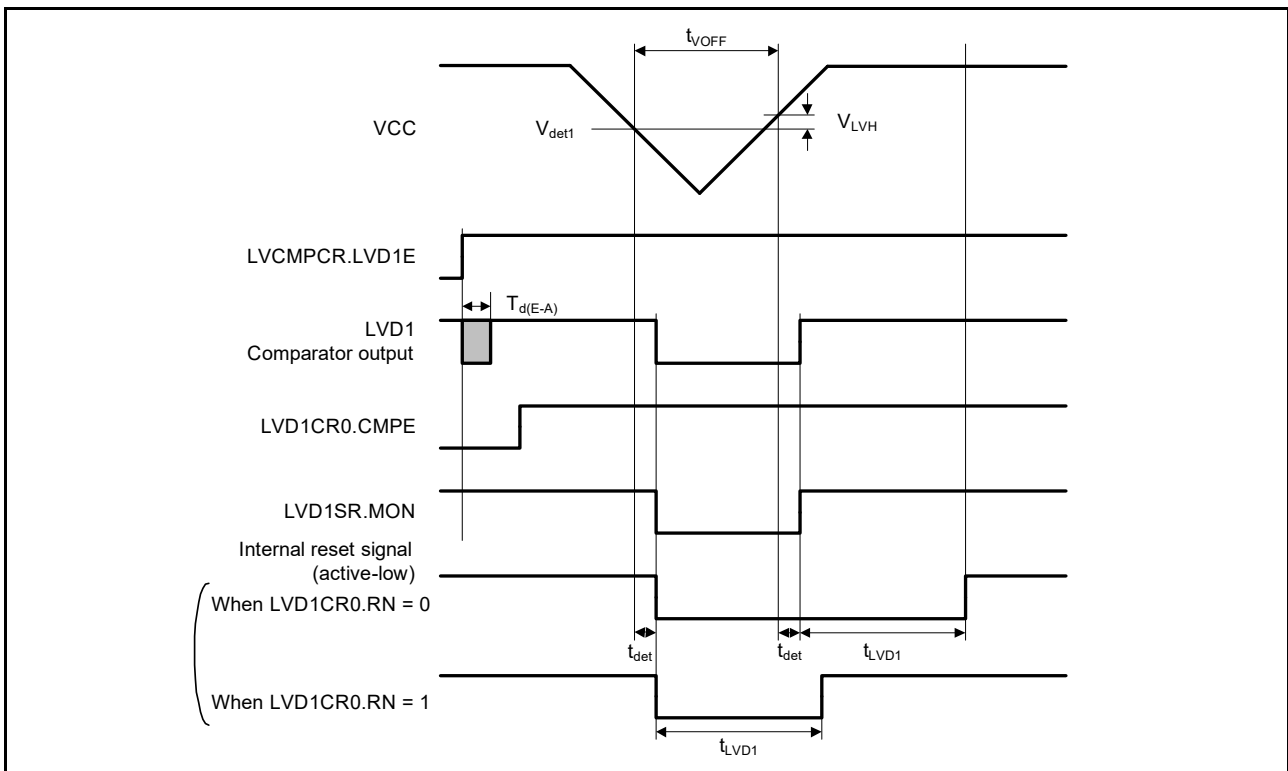 tVOFF
VCC
Vdet1
VLVH
LVCMPCR.LVD1E
Td(E-A)
LVD1
Comparator output
LVD1CR0.CMPE
LVD1SR.MON
Internal reset signal
(active-low)
When LVD1CR0.RN = 0
tdet
tdet
tLVD1
When LVD1CR0.RN = 1
tLVD1